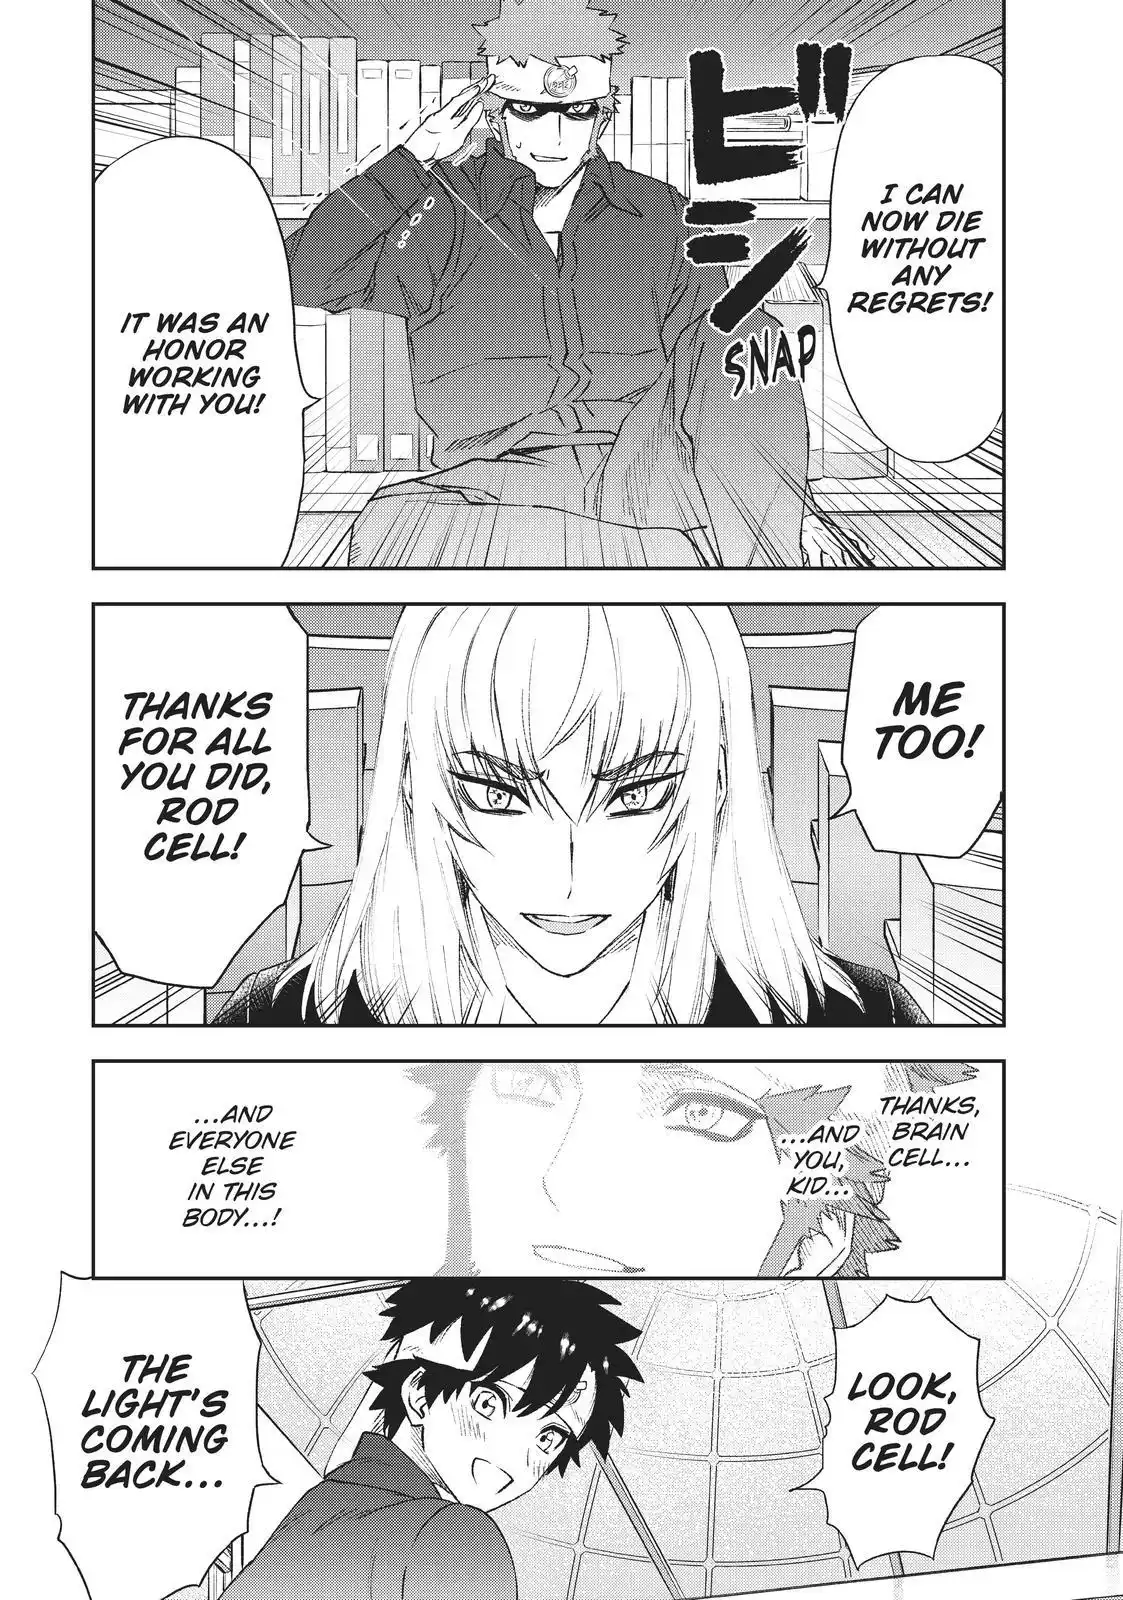 I CAN
NOW DIE
WITHOUT
ANY
REGRETS!
ビシッ
SNAP
IT WAS AN
HONOR
WORKING
WITH YOU!
ME
TOO!
THANKS
FOR ALL
YOU DID,
ROD
CELL!
THANKS,
BRAIN
CELL...
...AND
YOU,
KID...
...AND
EVERYONE
ELSE
IN THIS
BODY...!
LOOK,
ROD
CELL!
THE
LIGHT'S
COMING
BACK...